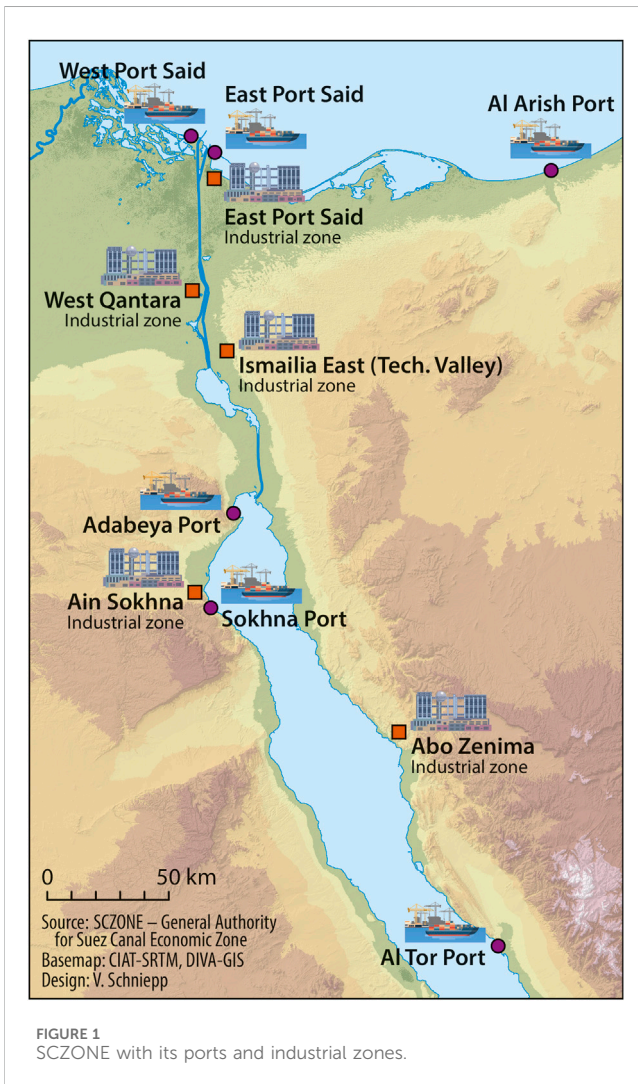 West Port Said
East Port Said
Al Arish Port
East Port Said
Industrial zone
West Qantara
Industrial zone
Ismailia East (Tech. Valley)
Industrial zone
Adabeya Port
Ain Sokhna
Industrial zone
Sokhna Port
Abo Zenima
Industrial zone
0 50 km
Source: SCZONE – General Authority
for Suez Canal Economic Zone
Basemap: CIAT-SRTM, DIVA-GIS
Design: V. Schniepp
Al Tor Port
FIGURE 1
SCZONE with its ports and industrial zones.